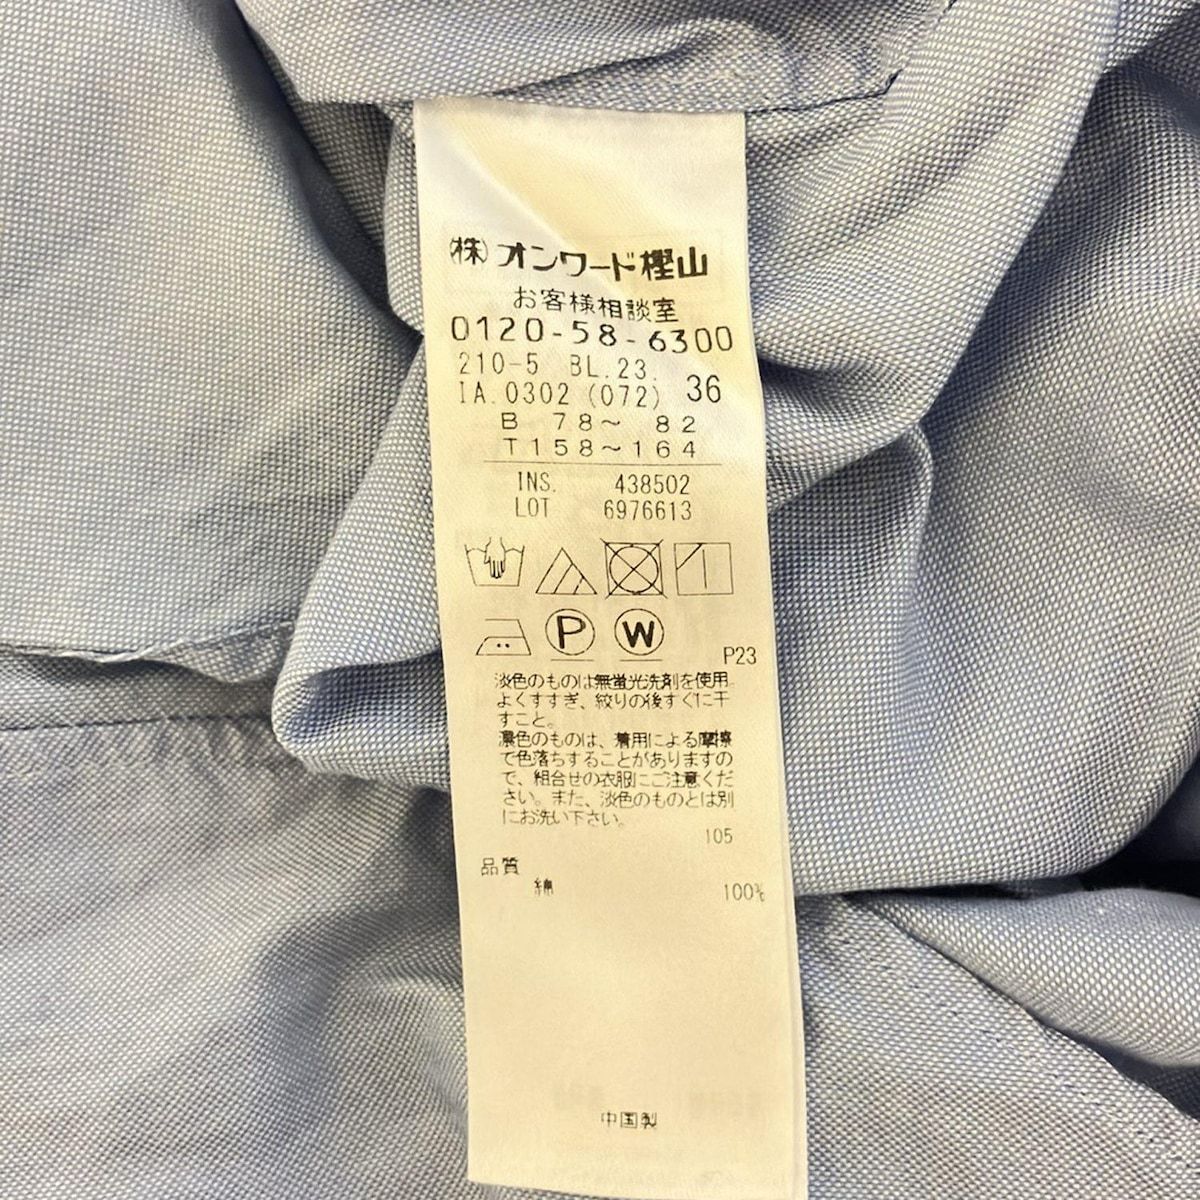 (株)オンワード樫山
お客様相談室
0120-58-6300
210-5 BL.23.
IA.0302 (072) 36
B 78～ 82
T158～164
INS. 438502
LOT 6976613
P W
P23
淡色のものは無蛍光洗剤を使用。
よくすすぎ、絞りの後すぐに干
すこと。
濃色のものは、着用による摩擦
で色落ちすることがありますの
で、組合せの衣服にご注意くだ
さい。また、淡色のものとは別
にお洗い下さい。
105
品質
綿 100%
中国製